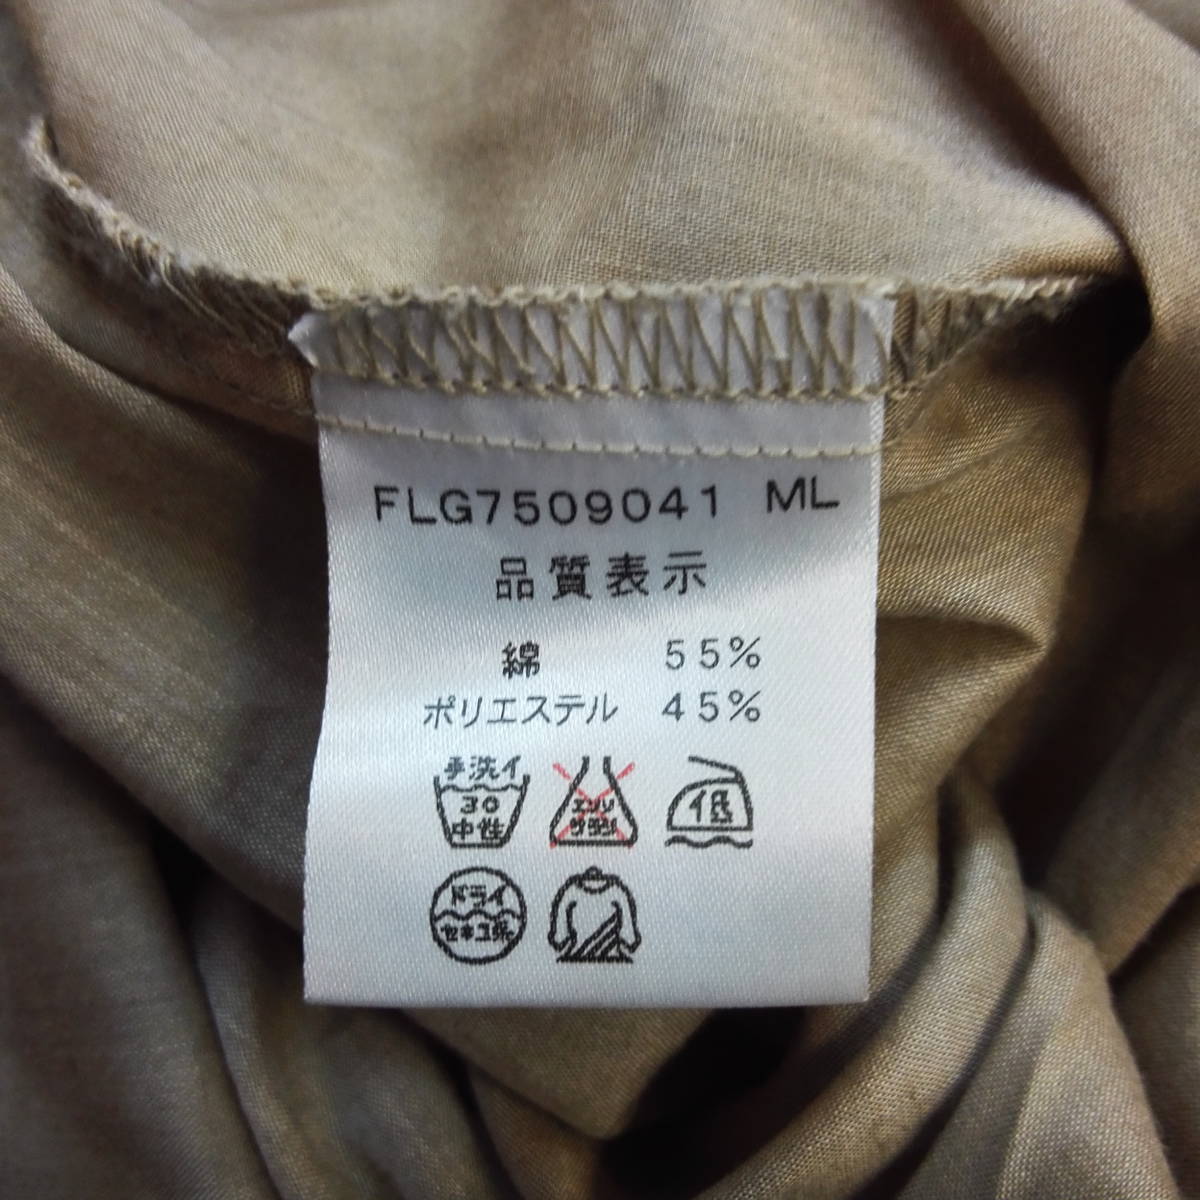 FLG7509041 ML
品質表示
綿 55%
ポリエステル 45%
手洗イ
30
中性
エンソ
サラシ
低
ドライ
セキユ系